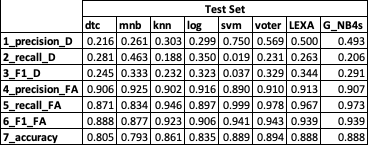 Test Set
dtc mnb knn log svm voter LEXA G_NB4s
1_precision_D 0.216 0.261 0.303 0.299 0.750 0.569 0.500 0.493
2_recall_D 0.281 0.463 0.188 0.350 0.019 0.231 0.263 0.206
3_F1_D 0.245 0.333 0.232 0.323 0.037 0.329 0.344 0.291
4_precision_FA 0.906 0.925 0.902 0.916 0.890 0.910 0.913 0.907
5_recall_FA 0.871 0.834 0.946 0.897 0.999 0.978 0.967 0.973
6_F1_FA 0.888 0.877 0.923 0.906 0.941 0.943 0.939 0.939
7_accuracy 0.805 0.793 0.861 0.835 0.889 0.894 0.888 0.888